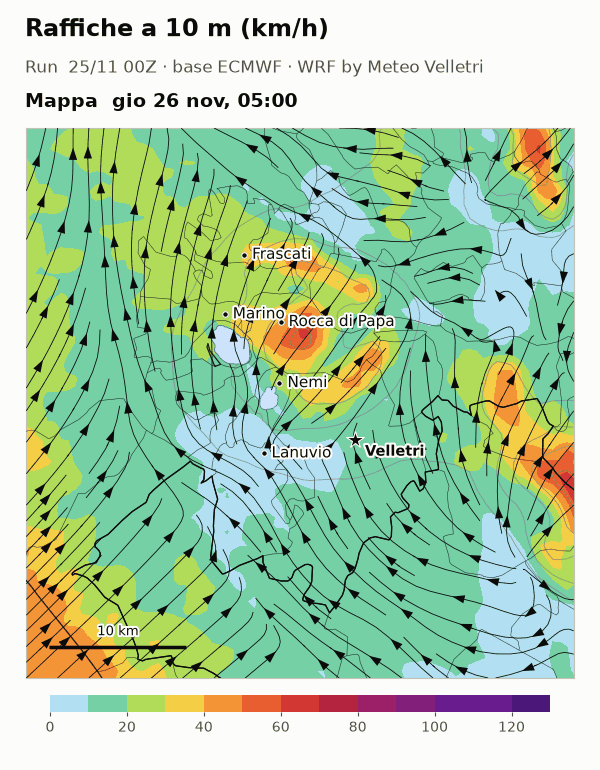 Raffiche a 10 m (km/h)
Run  25/11 00Z · base ECMWF · WRF by Meteo Velletri
Mappa  gio 26 nov, 05:00
Frascati
Marino
Rocca di Papa
Nemi
Velletri
Lanuvio
10 km
0 20 40 60 80 100 120